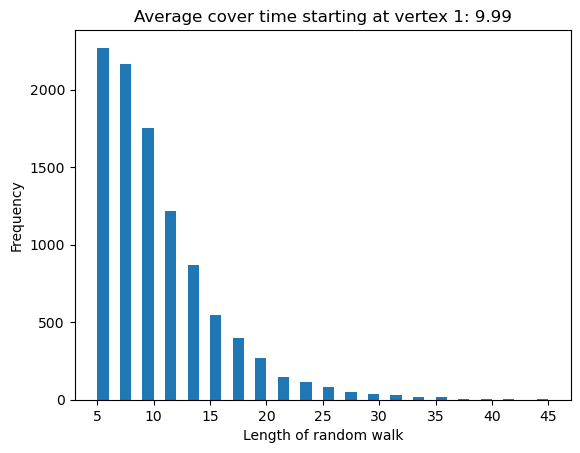 Average cover time starting at vertex 1: 9.99
Frequency
2000
1500
1000
500
0
5 10 15 20 25 30 35 40 45
Length of random walk